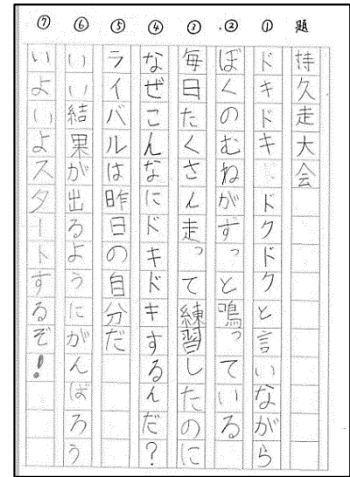 題 持久走大会
① ドキドキ ドクドクと言いながら
② ぼくのむねがずっと鳴っている
③ 毎日たくさん走って練習したのに
④ なぜこんなにドキドキするんだ？
⑤ ライバルは昨日の自分だ
⑥ いい結果が出るようにがんばろう
⑦ いよいよスタートするぞ！